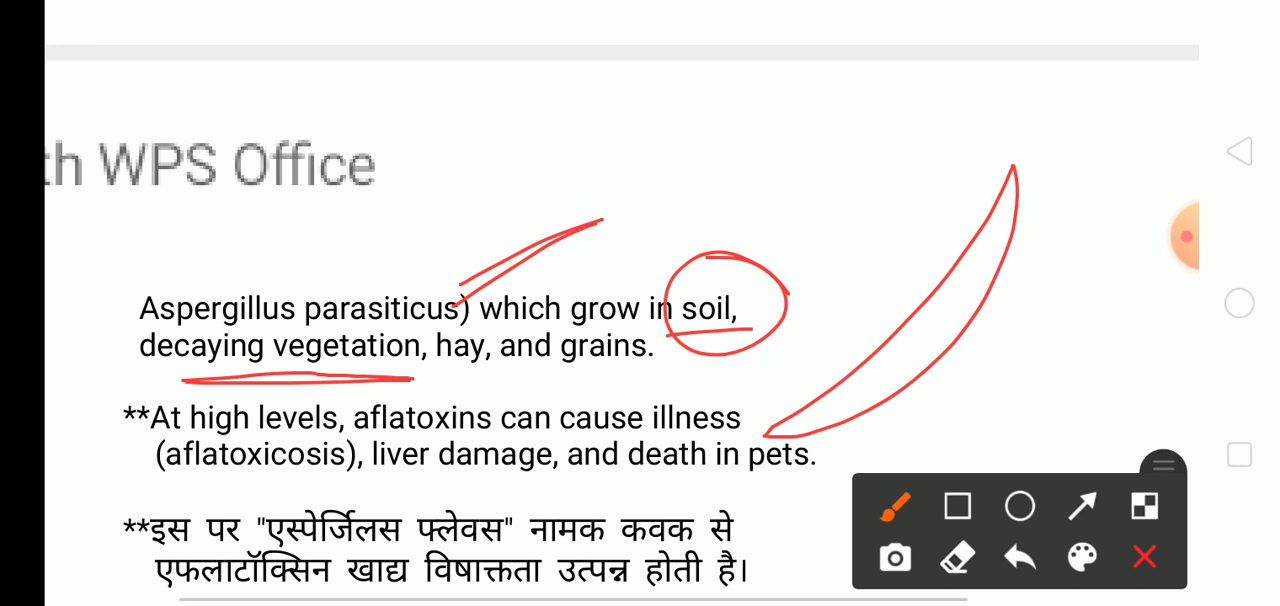 th WPS Office
Aspergillus parasiticus) which grow in soil,
decaying vegetation, hay, and grains.
**At high levels, aflatoxins can cause illness
(aflatoxicosis), liver damage, and death in pets.
**इस पर "एस्पेर्जिलस फ्लेवस" नामक कवक से
एफलाटॉक्सिन खाद्य विषाक्तता उत्पन्न होती है।